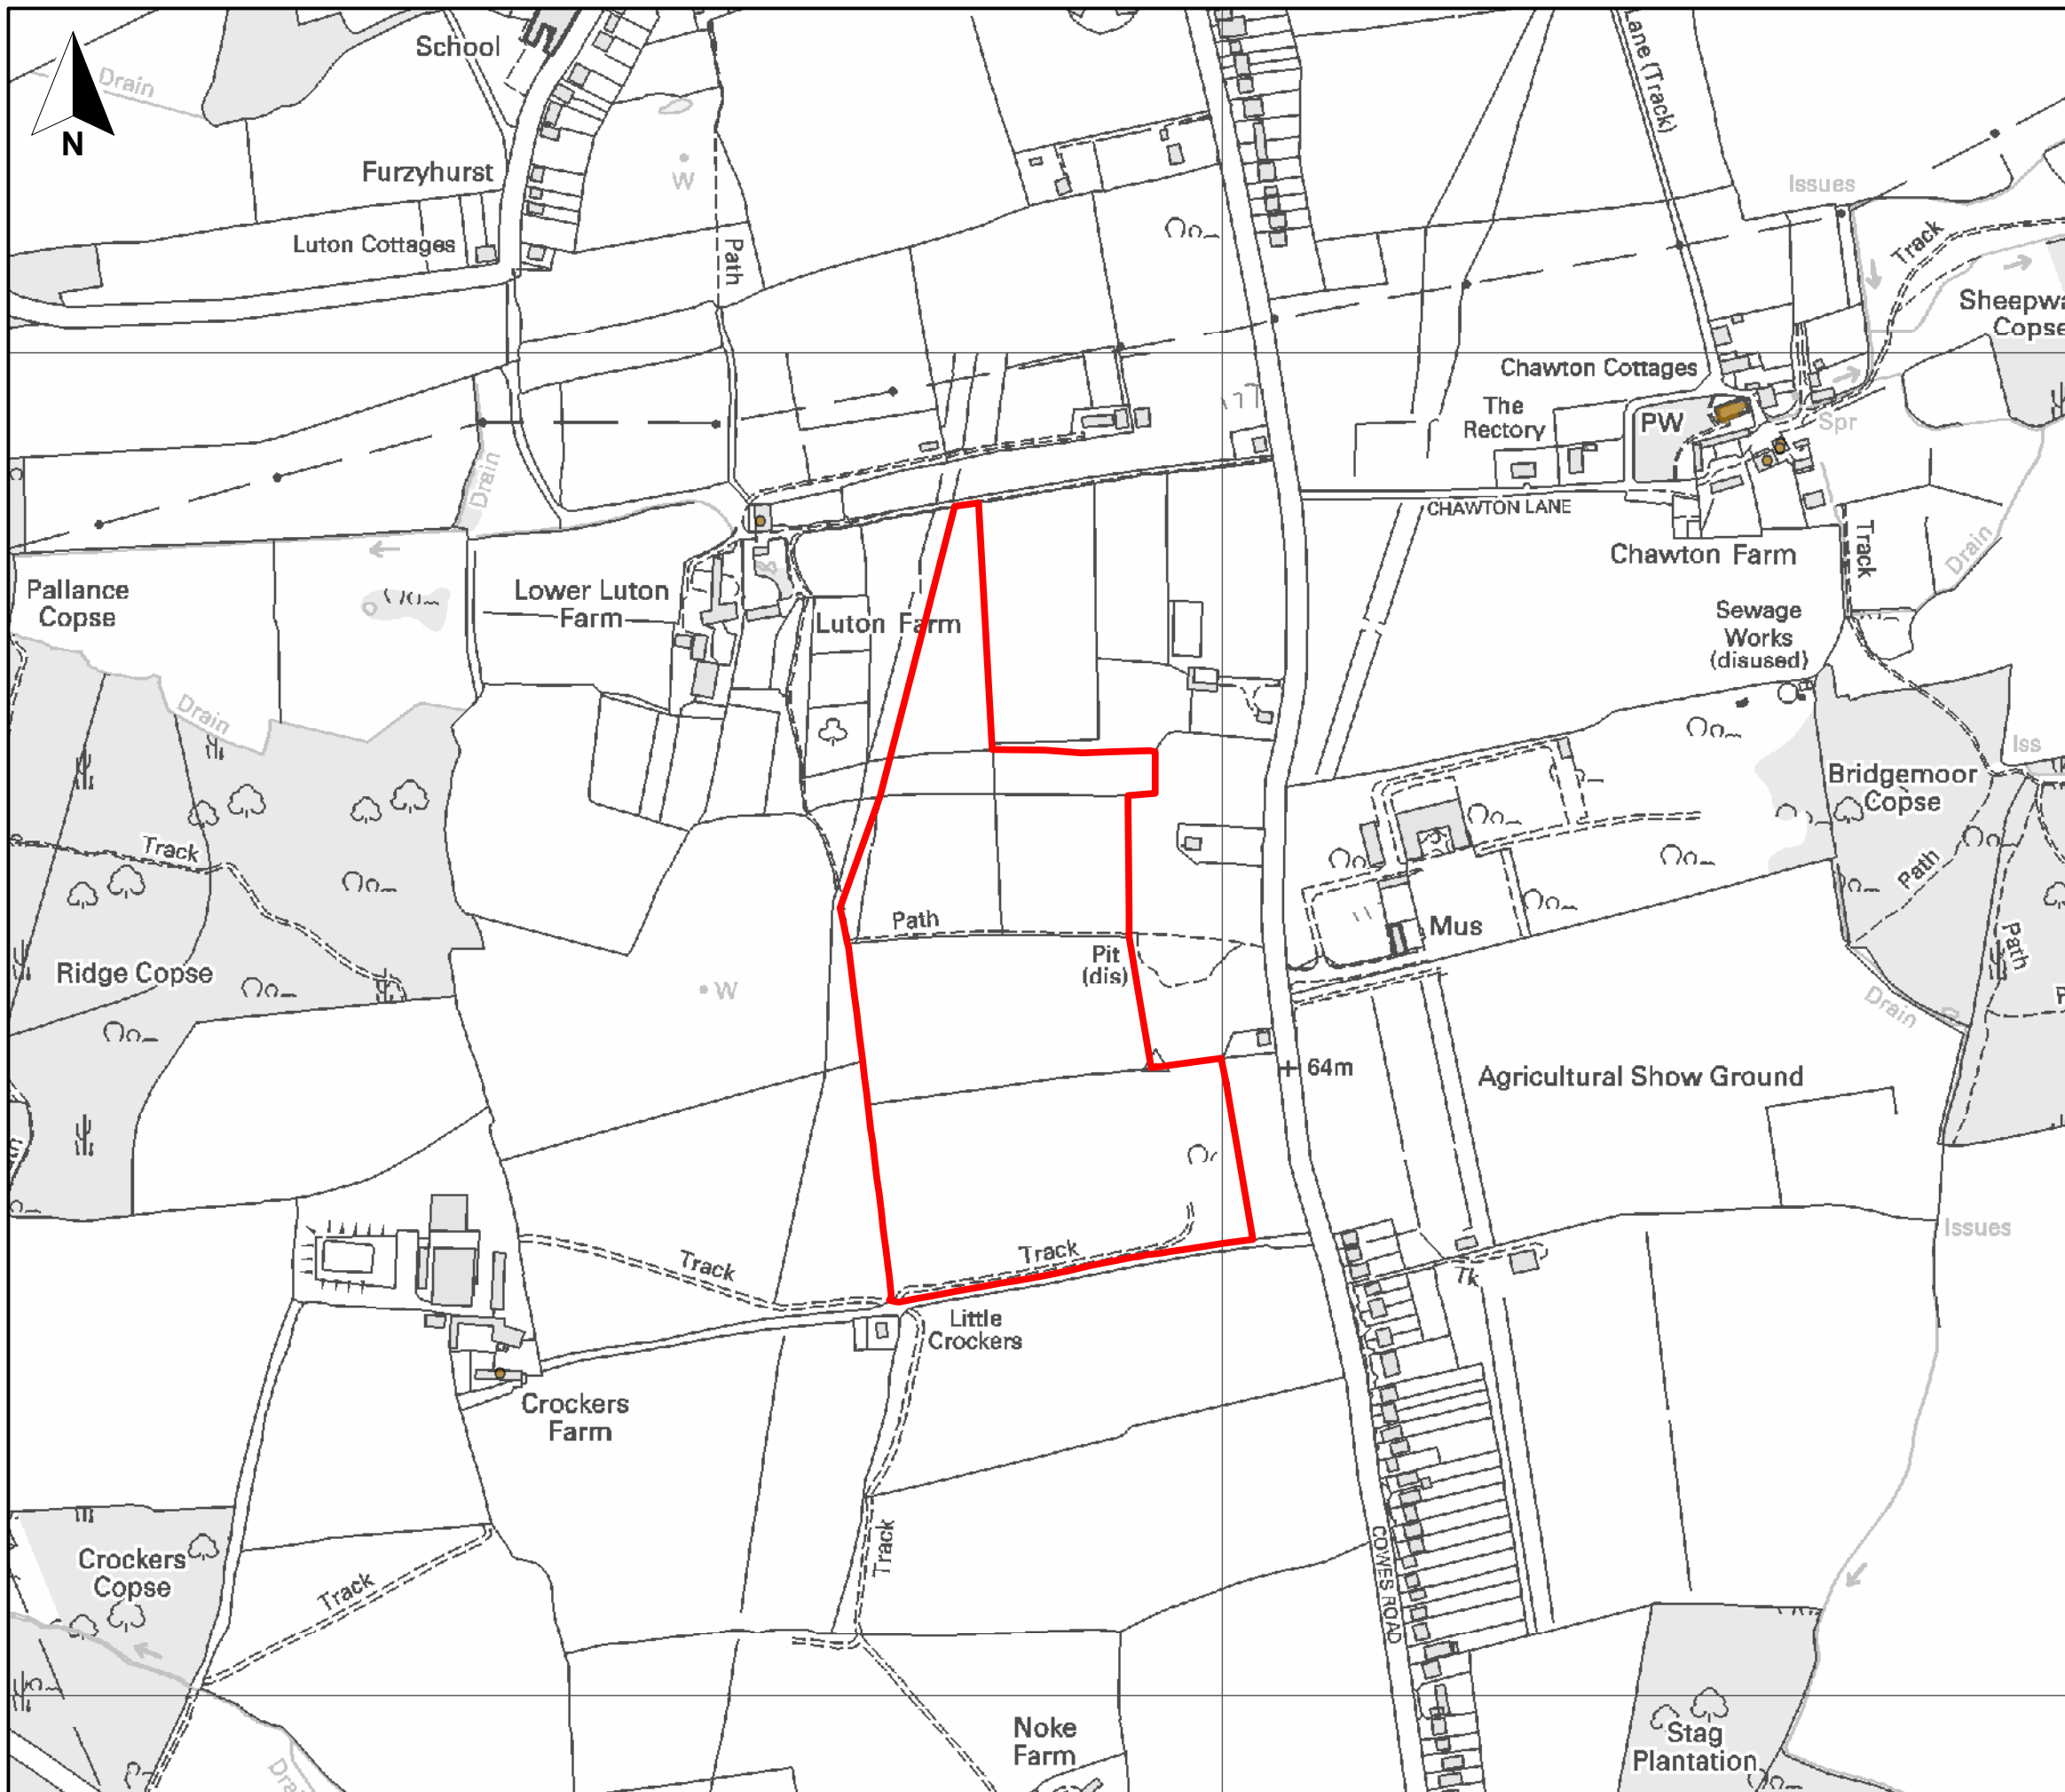 School
Drain
N
Lane (Track)
Furzyhurst
W
Issues
Luton Cottages
Path
Track
Sheepwa
Copse
Chawton Cottages
The
Rectory
PW
Spr
Drain
CHAWTON LANE
Chawton Farm
Track
Drain
Pallance
Copse
Lower Luton
Farm
Luton Farm
Sewage
Works
(disused)
Drain
Iss
Bridgemoor
Copse
Track
Path
Path
Mus
Path
Pit
(dis)
Ridge Copse
W
Drain
64m
Agricultural Show Ground
Issues
Track
Track
Tk
Little
Crockers
Crockers
Farm
Track
COWES ROAD
Crockers
Copse
Track
Noke
Farm
Stag
Plantation